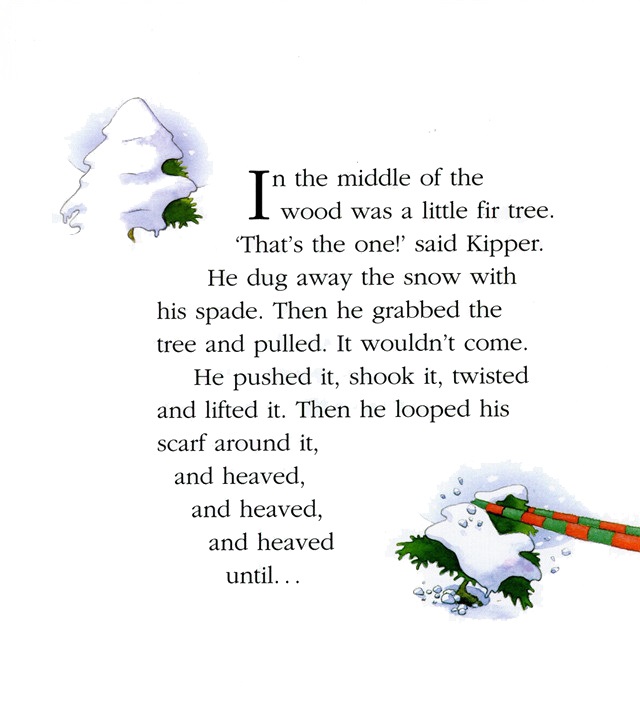 In the middle of the
wood was a little fir tree.
‘That’s the one!’ said Kipper.
He dug away the snow with
his spade. Then he grabbed the
tree and pulled. It wouldn’t come.
He pushed it, shook it, twisted
and lifted it. Then he looped his
scarf around it,
and heaved,
and heaved,
and heaved
until...